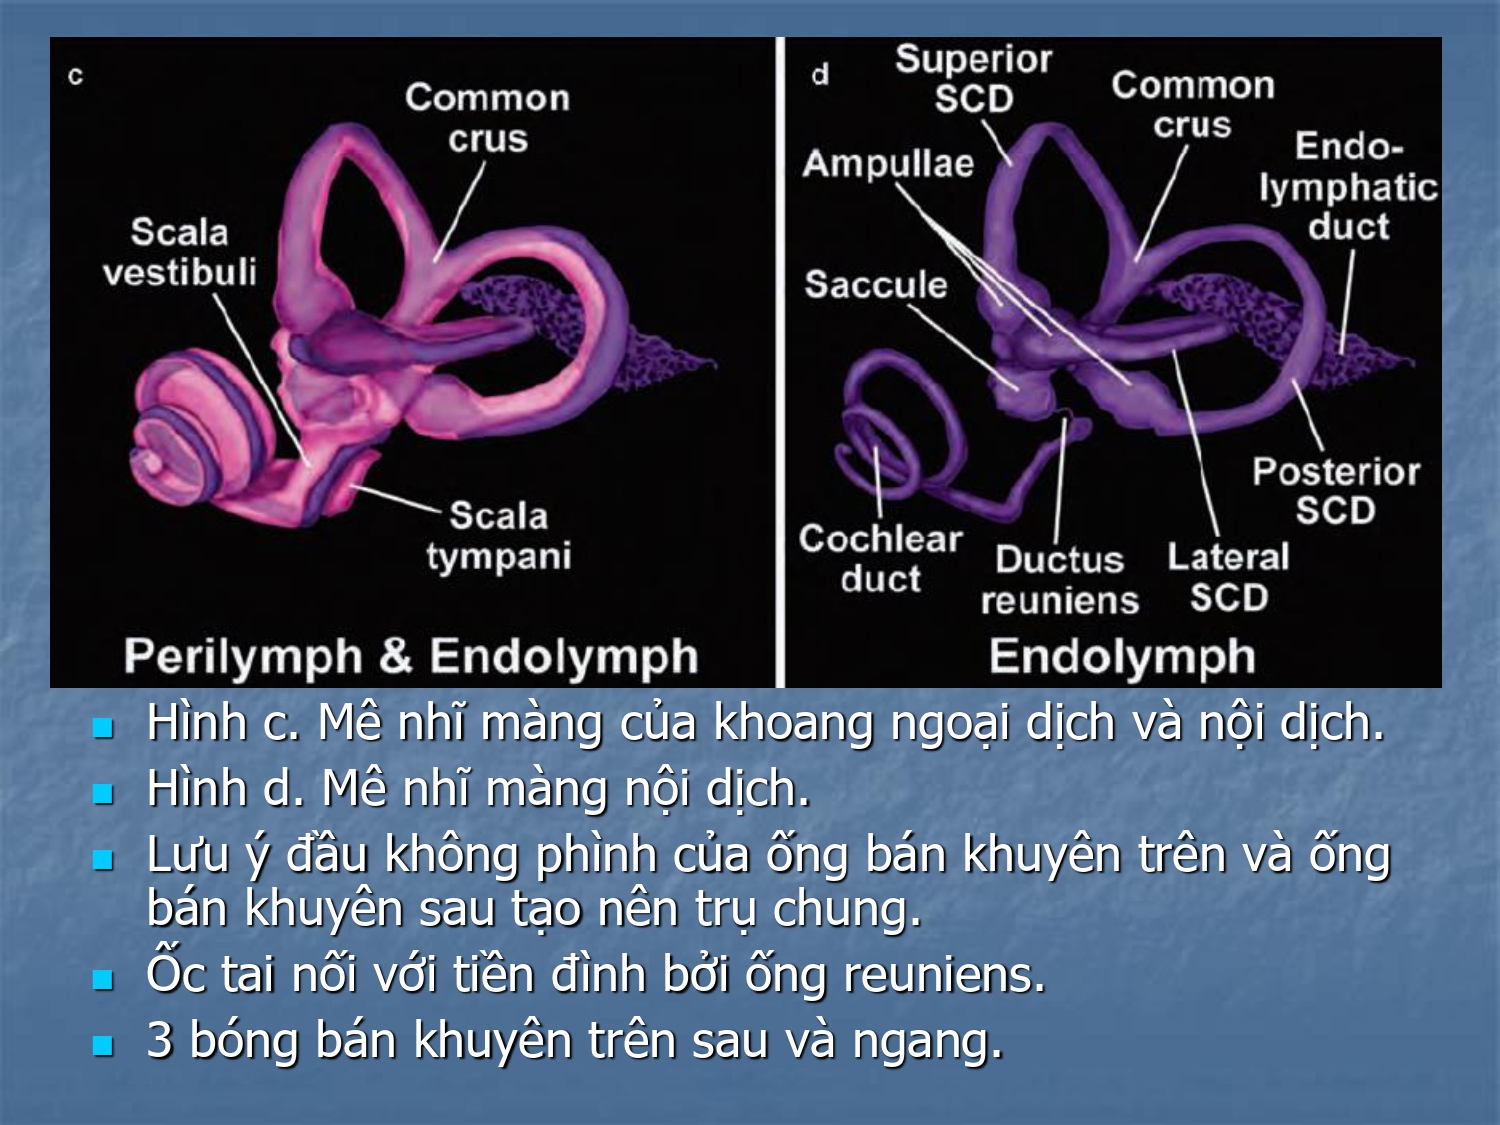 c
Common
crus
Scala
vestibuli
Scala
tympani
Perilymph & Endolymph
d
Superior
SCD
Common
crus
Endo-
lymphatic
duct
Ampullae
Saccule
Cochlear
duct
Ductus
reuniens
Lateral
SCD
Posterior
SCD
Endolymph
Hình c. Mê nhĩ màng của khoang ngoại dịch và nội dịch.
Hình d. Mê nhĩ màng nội dịch.
Lưu ý đầu không phình của ống bán khuyên trên và ống
bán khuyên sau tạo nên trụ chung.
Ốc tai nối với tiền đình bởi ống reuniens.
3 bóng bán khuyên trên sau và ngang.